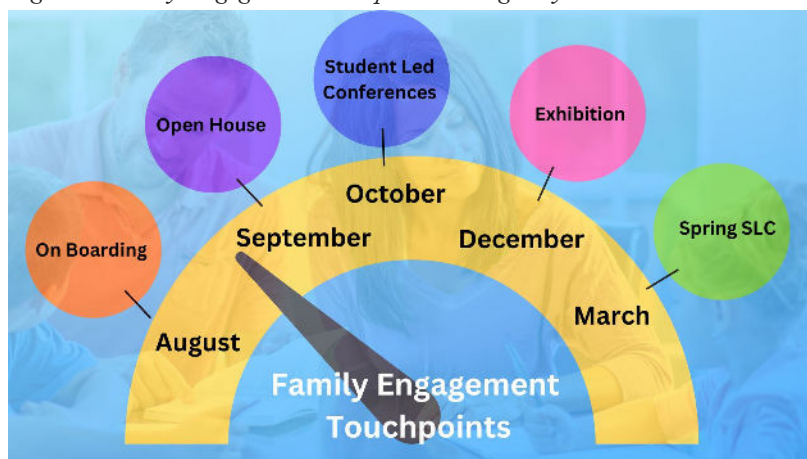 On Boarding
Open House
Student Led
Conferences
Exhibition
Spring SLC
August
September
October
December
March
Family Engagement
Touchpoints